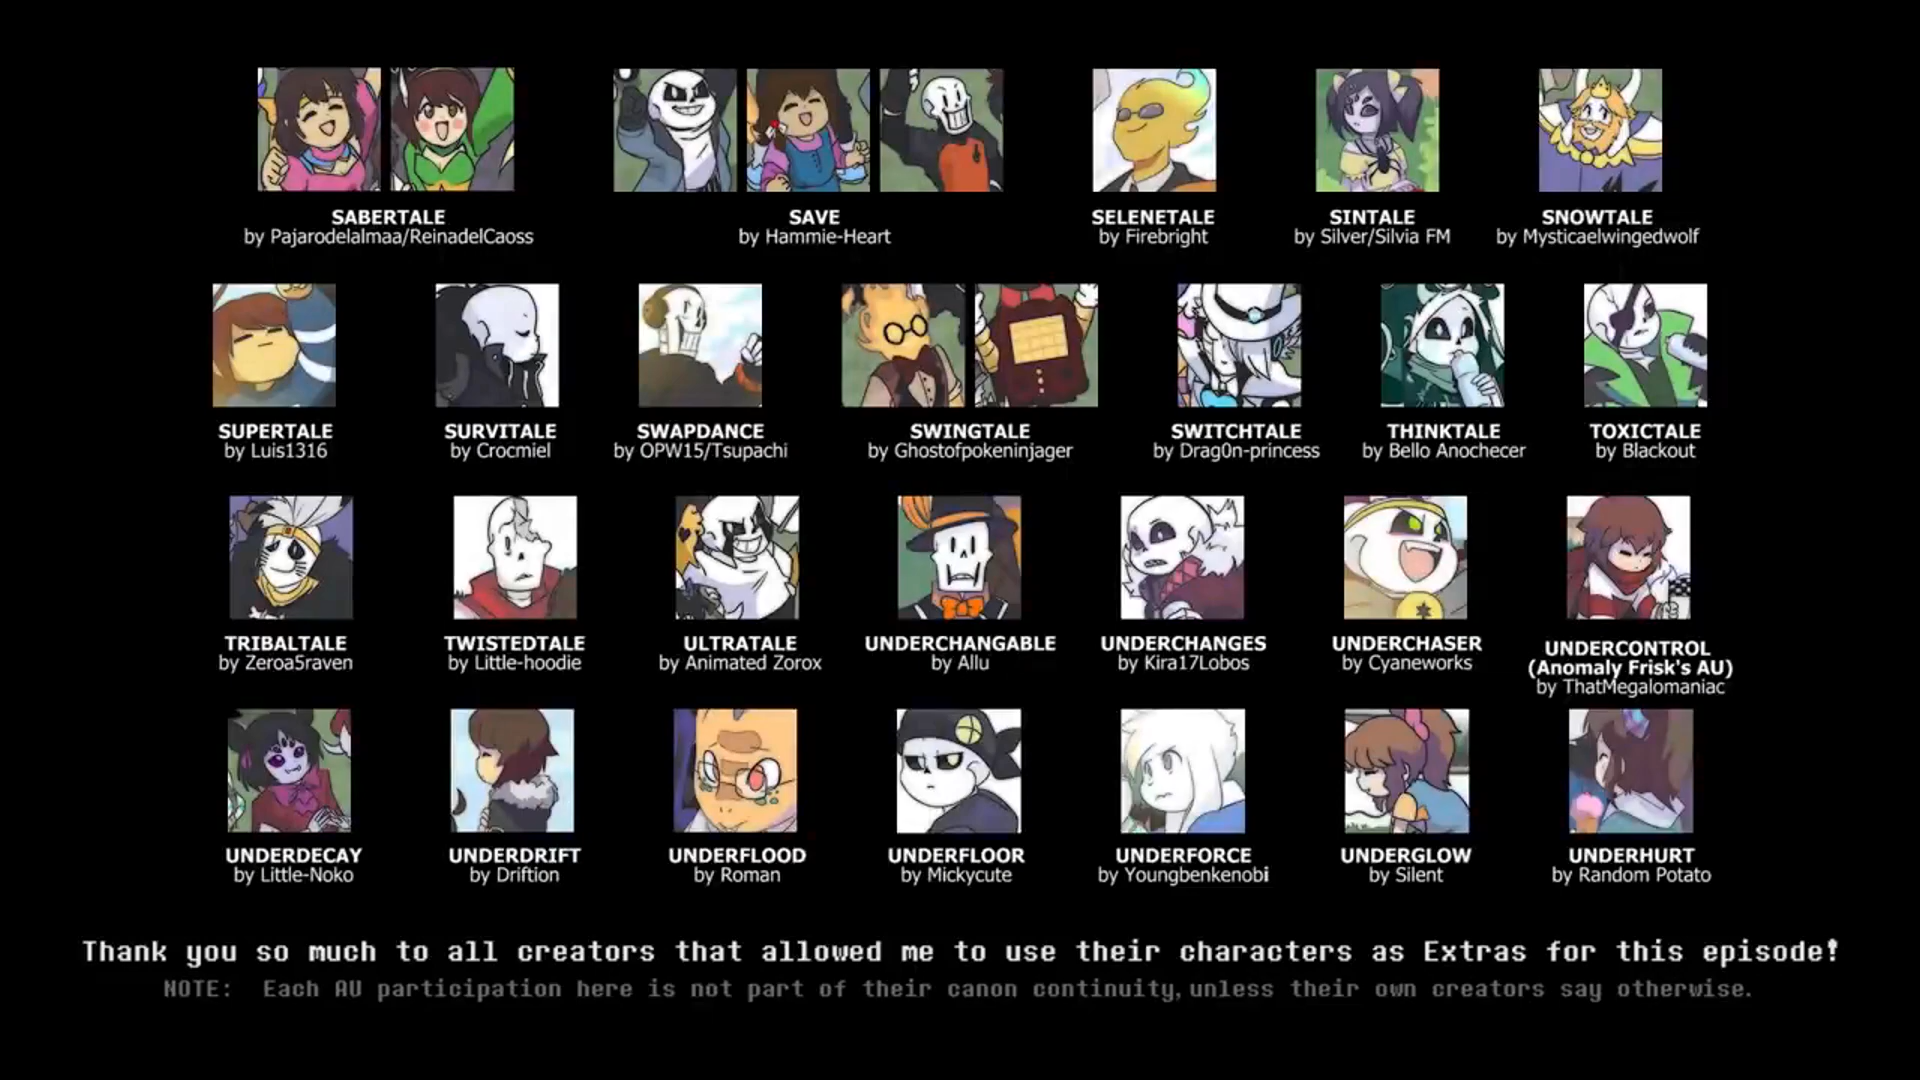 SABERTALE
by Pajarodelalmaa/ReinadelCaoss
SAVE
by Hammie-Heart
SELENETALE
by Firebright
SINTALE
by Silver/Silvia FM
SNOWTALE
by Mysticaelwingedwolf
SUPERTALE
by Luis1316
SURVITALE
by Crocmiel
SWAPDANCE
by OPW15/Tsupachi
SWINGTALE
by Ghostofpokeninjager
SWITCHTALE
by Drag0n-princess
THINKTALE
by Bello Anochecer
TOXICTALE
by Blackout
TRIBALTALE
by Zeroa5raven
TWISTEDTALE
by Little-hoodie
ULTRATALE
by Animated Zorox
UNDERCHANGABLE
by Allu
UNDERCHANGES
by Kira17Lobos
UNDERCHASER
by Cyaneworks
UNDERCONTROL
(Anomaly Frisk's AU)
by ThatMegalomaniac
UNDERDECAY
by Little-Noko
UNDERDRIFT
by Driftion
UNDERFLOOD
by Roman
UNDERFLOOR
by Mickycute
UNDERFORCE
by Youngbenkenobi
UNDERGLOW
by Silent
UNDERHURT
by Random Potato
Thank you so much to all creators that allowed me to use their characters as Extras for this episode!
NOTE: Each AU participation here is not part of their canon continuity, unless their own creators say otherwise.